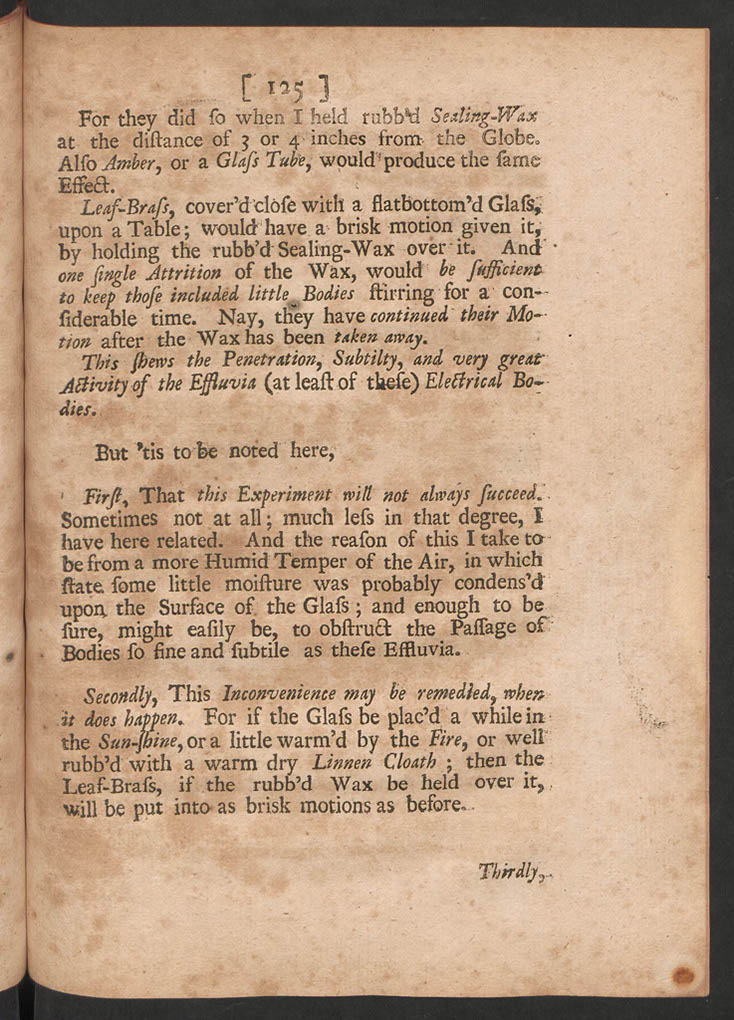 [ 125 ]
For they did ſo when I held rubb'd Sealing-Wax
at the diſtance of 3 or 4 inches from the Globe.
Alſo Amber, or a Glaſs Tube, would produce the ſame
Effect.
Leaf-Braſs, cover'd cloſe with a flatbottom'd Glaſs,
upon a Table; would have a brisk motion given it,
by holding the rubb'd Sealing-Wax over it. And
one ſingle Attrition of the Wax, would be ſufficient
to keep thoſe included little Bodies ſtirring for a con-
ſiderable time. Nay, they have continued their Mo-
tion after the Wax has been taken away.
This ſhews the Penetration, Subtilty, and very great
Activity of the Effluvia (at leaſt of theſe) Electrical Bo-
dies.
But 'tis to be noted here,
Firſt, That this Experiment will not always ſucceed.
Sometimes not at all; much leſs in that degree, I
have here related. And the reaſon of this I take to
be from a more Humid Temper of the Air, in which
ſtate ſome little moiſture was probably condens'd
upon the Surface of the Glaſs; and enough to be
ſure, might eaſily be, to obſtruct the Paſſage of
Bodies ſo fine and ſubtile as theſe Effluvia.
Secondly, This Inconvenience may be remedied, when
it does happen. For if the Glaſs be plac'd a while in
the Sun-ſhine, or a little warm'd by the Fire, or well
rubb'd with a warm dry Linnen Cloath; then the
Leaf-Braſs, if the rubb'd Wax be held over it,
will be put into as brisk motions as before.
Thirdly,